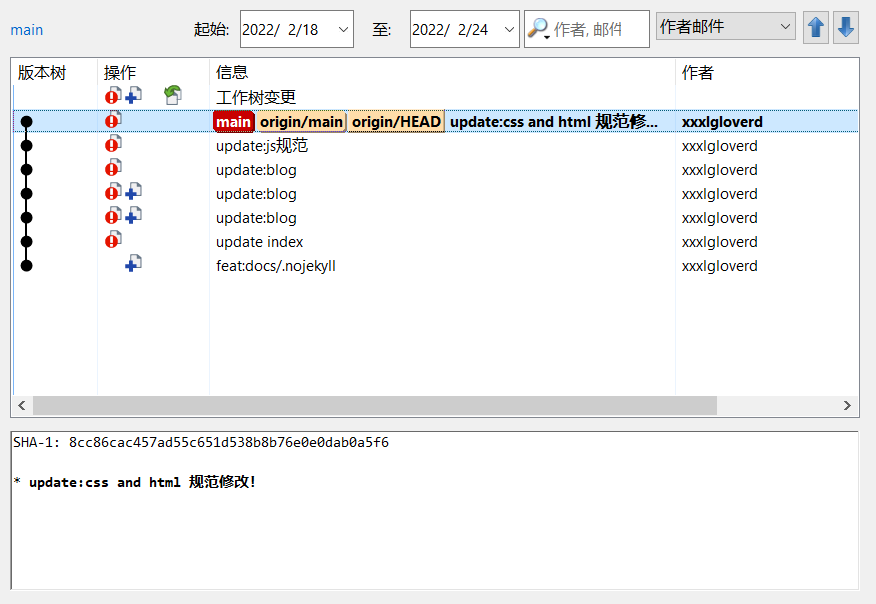 main 起始: 2022/ 2/18 至: 2022/ 2/24 作者, 邮件 作者邮件
版本树 操作 信息 作者
工作树变更
main origin/main origin/HEAD update:css and html 规范修... xxxlgloverd
update:js规范 xxxlgloverd
update:blog xxxlgloverd
update:blog xxxlgloverd
update:blog xxxlgloverd
update index xxxlgloverd
feat:docs/.nojekyll xxxlgloverd
SHA-1: 8cc86cac457ad55c651d538b8b76e0e0dab0a5f6
* update:css and html 规范修改!